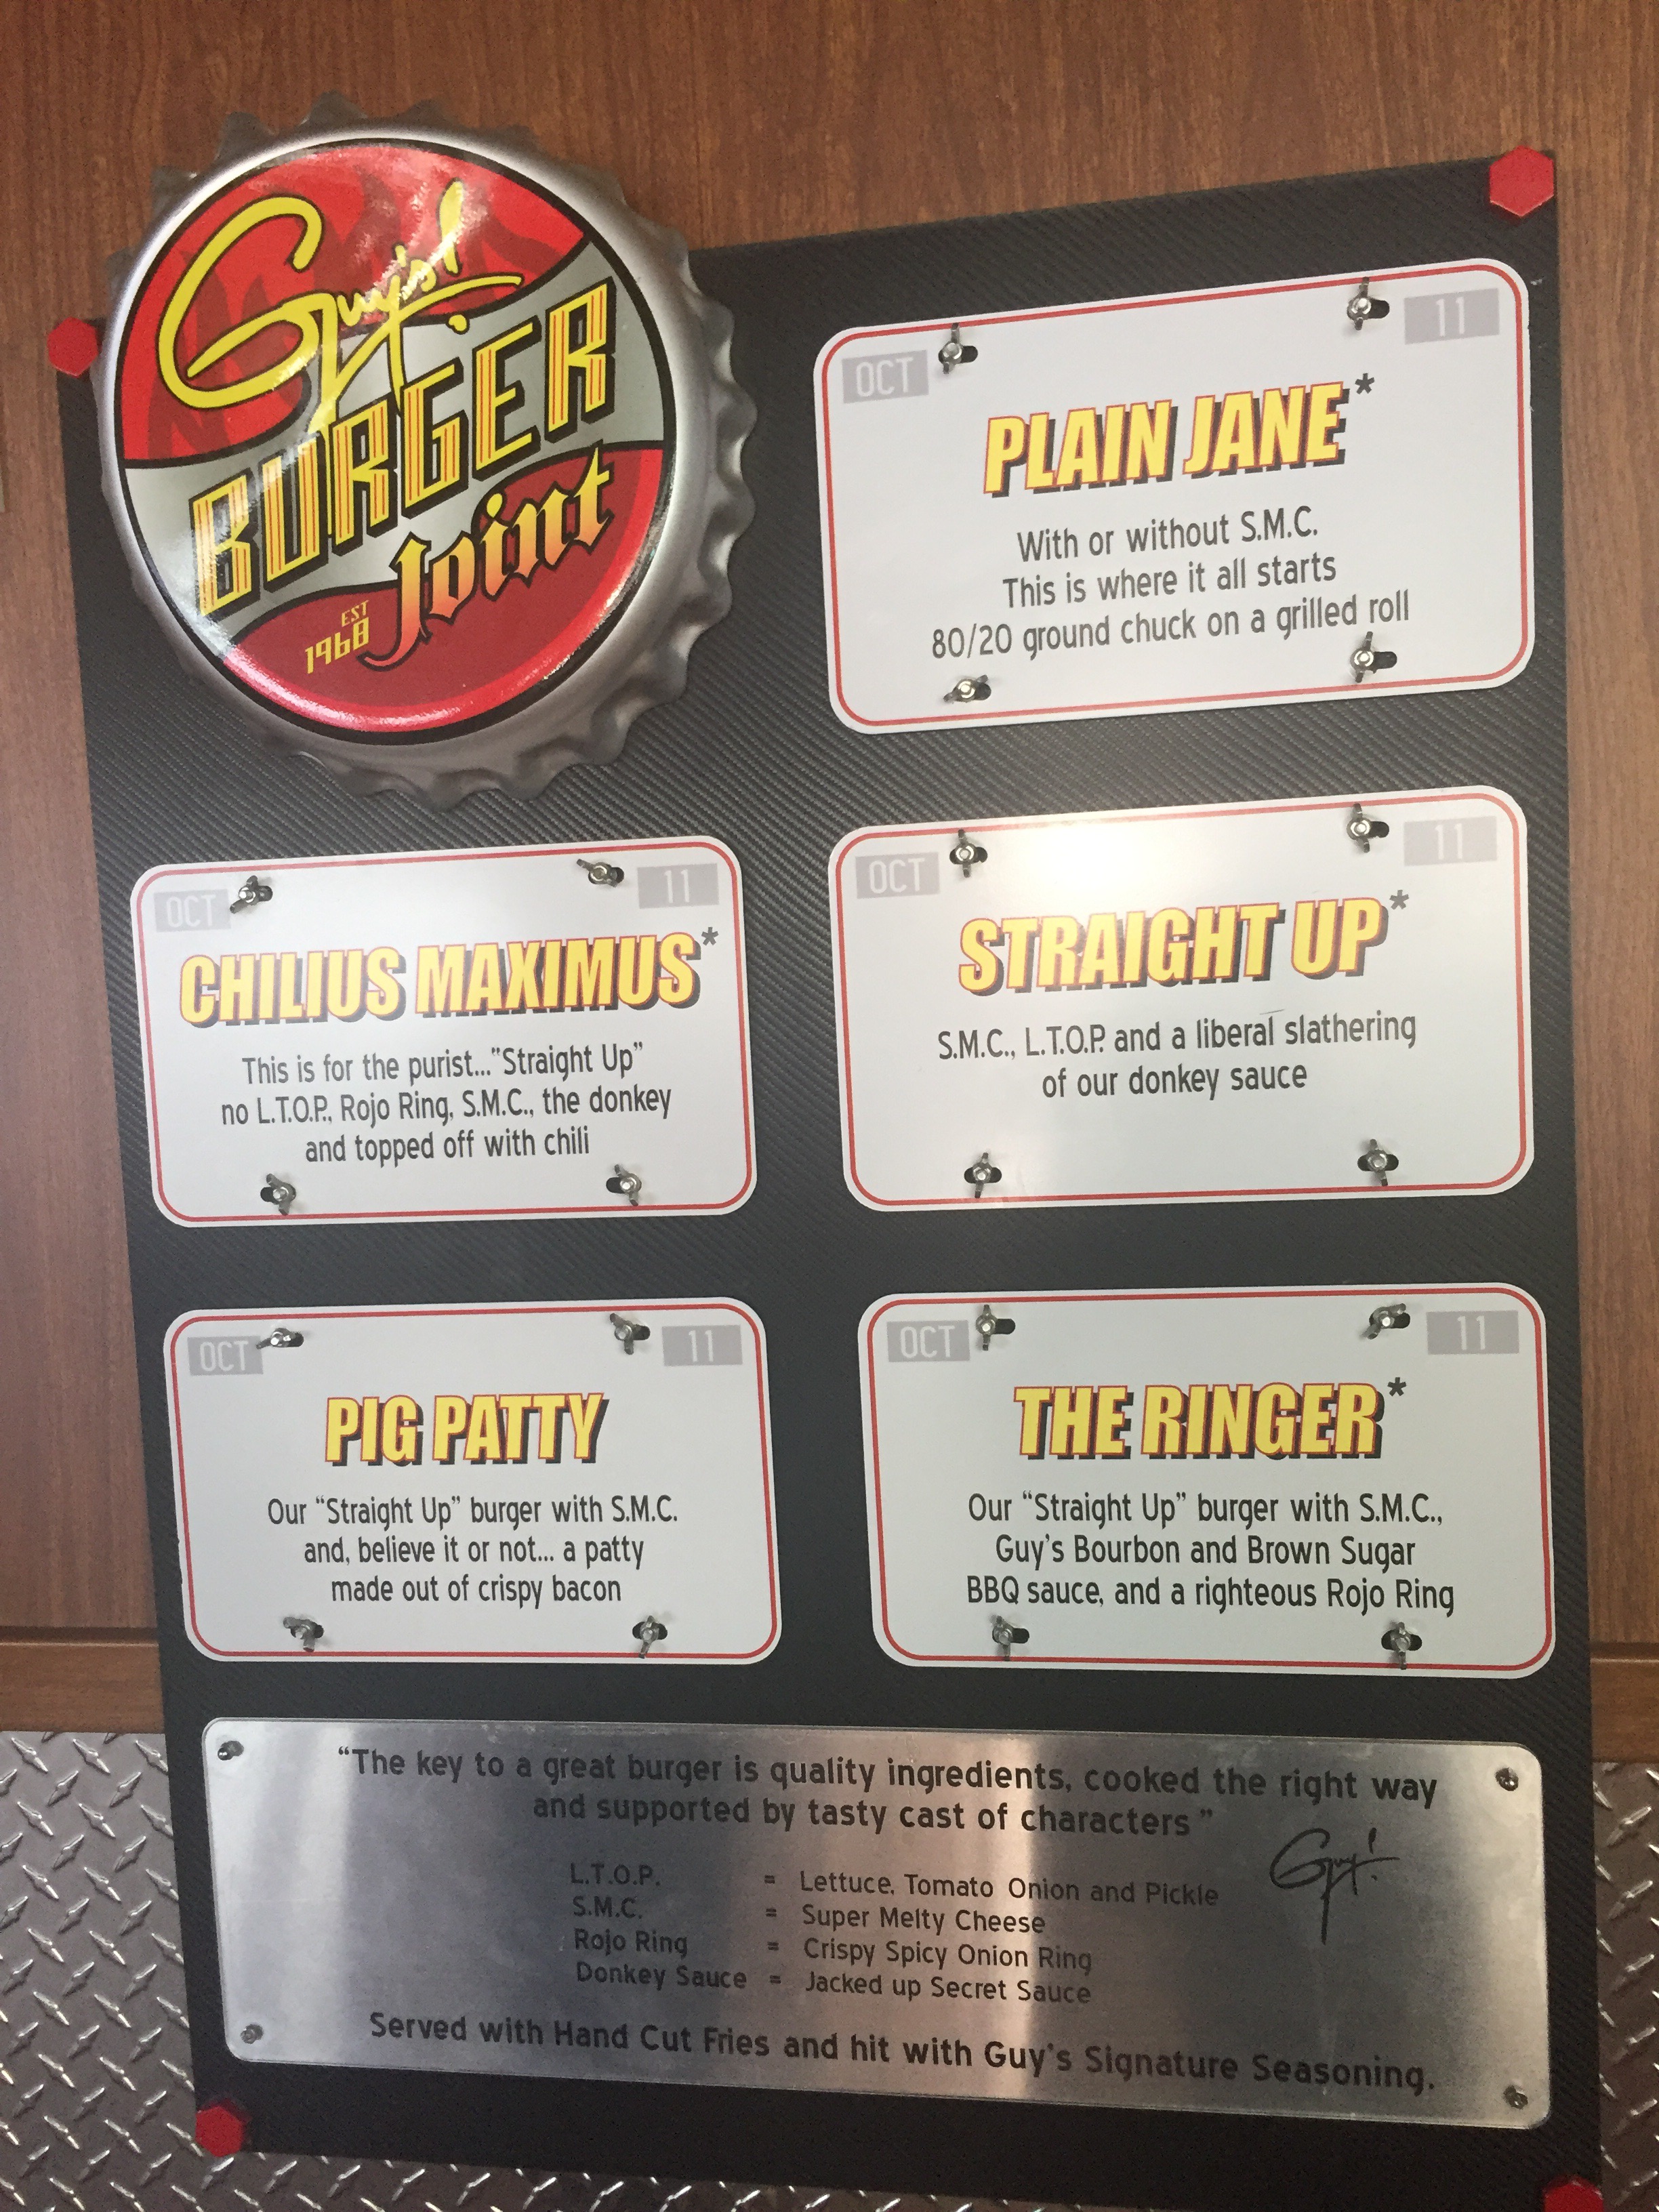 Guy's!
BURGER
Joint
EST
1968
OCT 11
PLAIN JANE*
With or without S.M.C.
This is where it all starts
80/20 ground chuck on a grilled roll
OCT 11
CHILIUS MAXIMUS*
This is for the purist..."Straight Up"
no L.T.O.P., Rojo Ring, S.M.C., the donkey
and topped off with chili
OCT 11
STRAIGHT UP*
S.M.C., L.T.O.P. and a liberal slathering
of our donkey sauce
OCT 11
PIG PATTY
Our “Straight Up” burger with S.M.C.
and, believe it or not... a patty
made out of crispy bacon
OCT 11
THE RINGER*
Our “Straight Up” burger with S.M.C.,
Guy's Bourbon and Brown Sugar
BBQ sauce, and a righteous Rojo Ring
“The key to a great burger is quality ingredients, cooked the right way
and supported by tasty cast of characters”
Guy!
L.T.O.P. = Lettuce, Tomato Onion and Pickle
S.M.C. = Super Melty Cheese
Rojo Ring = Crispy Spicy Onion Ring
Donkey Sauce = Jacked up Secret Sauce
Served with Hand Cut Fries and hit with Guy's Signature Seasoning.